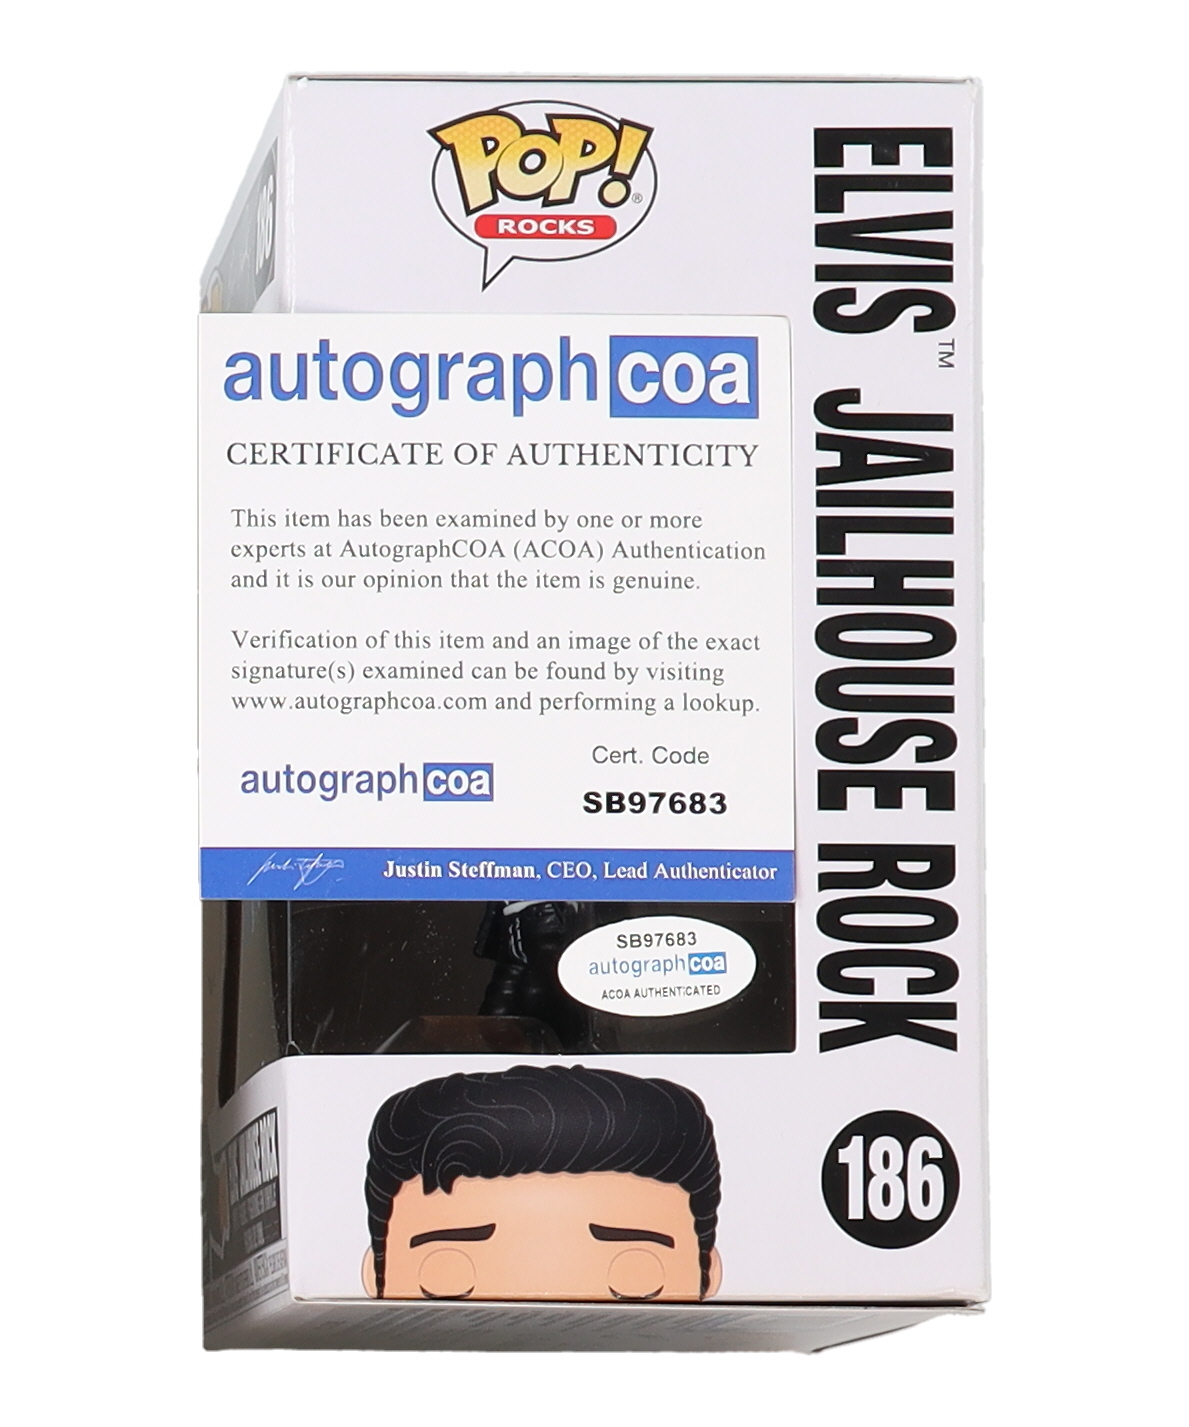 POP!®
ROCKS
ELVIS™ JAILHOUSE ROCK
186
186
autographcoa
CERTIFICATE OF AUTHENTICITY
This item has been examined by one or more
experts at AutographCOA (ACOA) Authentication
and it is our opinion that the item is genuine.
Verification of this item and an image of the exact
signature(s) examined can be found by visiting
www.autographcoa.com and performing a lookup.
Cert. Code
autographcoa
SB97683
Justin Steffman, CEO, Lead Authenticator
SB97683
autographcoa
ACOA AUTHENTICATED
JAILHOUSE ROCK